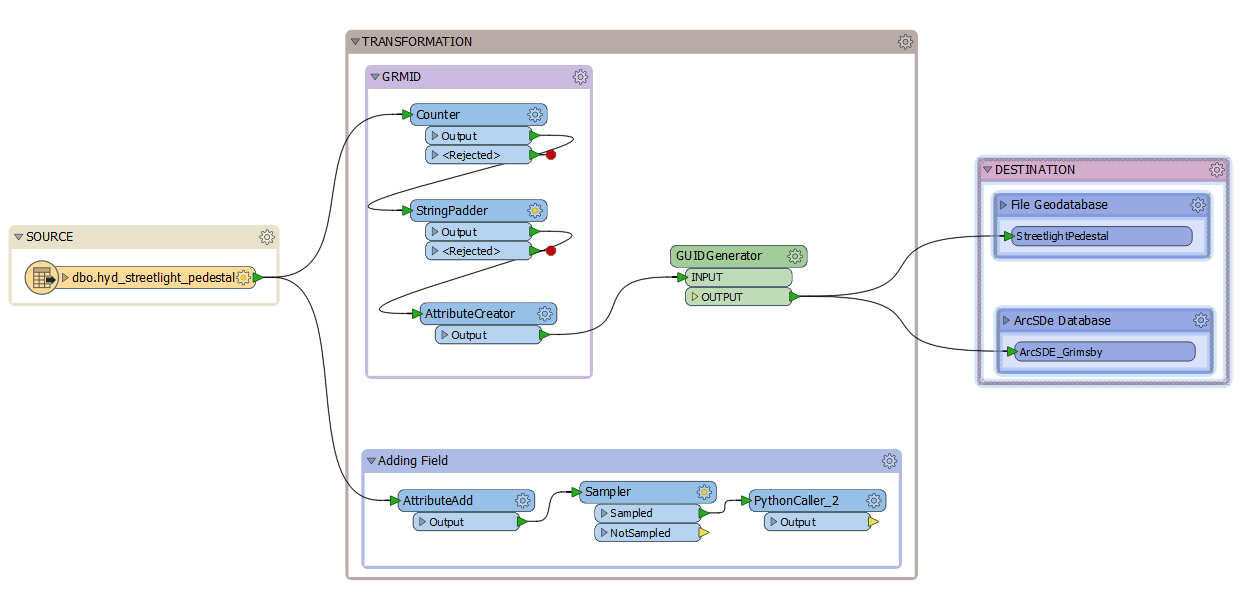 TRANSFORMATION
GRMID
Counter
Output
<Rejected>
StringPadder
Output
<Rejected>
AttributeCreator
Output
SOURCE
dbo.hyd_streetlight_pedestal
GUIDGenerator
INPUT
OUTPUT
DESTINATION
File Geodatabase
StreetlightPedestal
ArcSDe Database
ArcSDE_Grimsby
Adding Field
AttributeAdd
Output
Sampler
Sampled
NotSampled
PythonCaller_2
Output